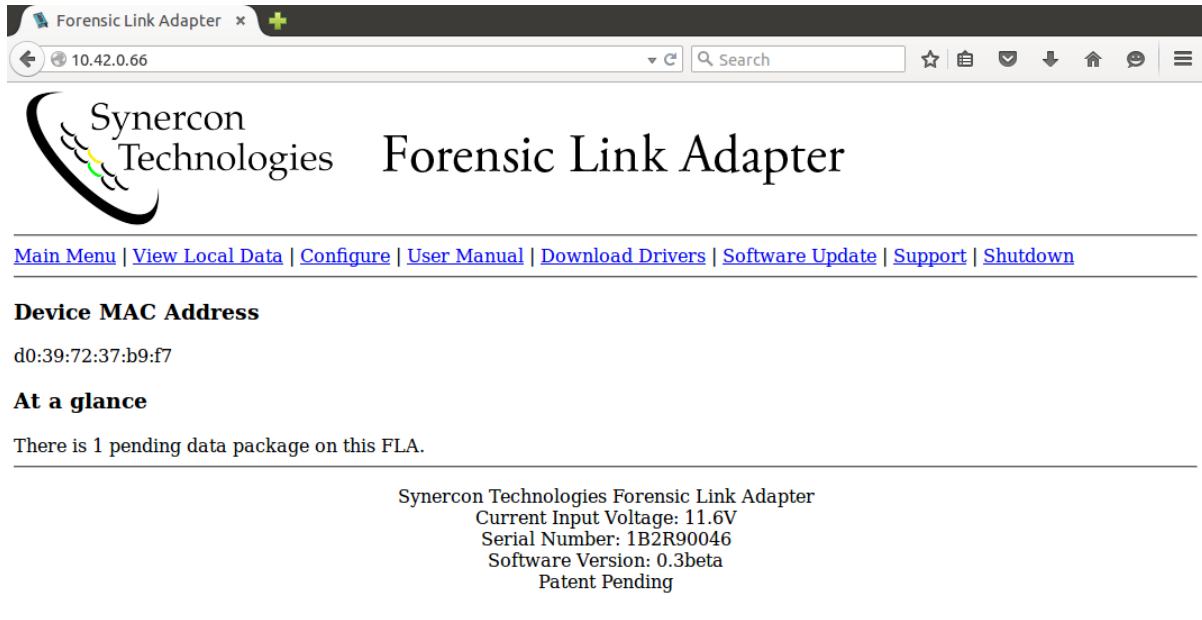 Forensic Link Adapter
10.42.0.66
Search
Synercon
Technologies
Forensic Link Adapter
Main Menu | View Local Data | Configure | User Manual | Download Drivers | Software Update | Support | Shutdown
Device MAC Address
d0:39:72:37:b9:f7
At a glance
There is 1 pending data package on this FLA.
Synercon Technologies Forensic Link Adapter
Current Input Voltage: 11.6V
Serial Number: 1B2R90046
Software Version: 0.3beta
Patent Pending